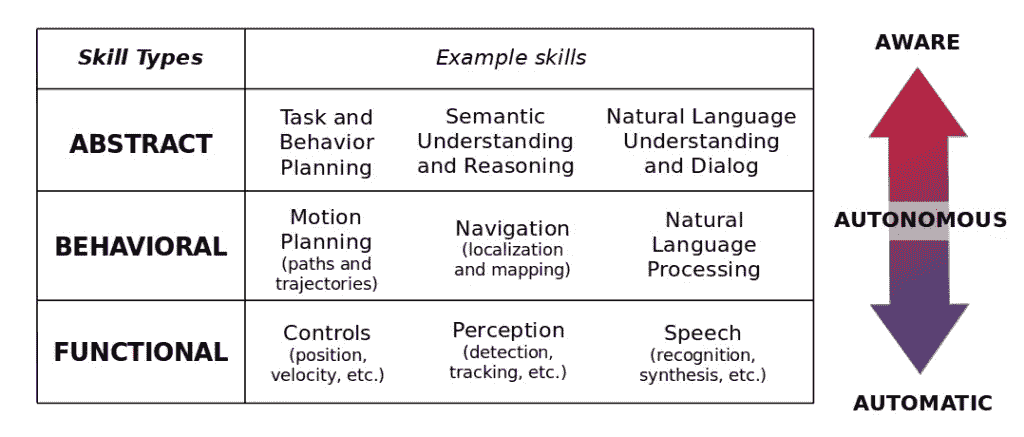 Skill Types
Example skills
ABSTRACT
Task and
Behavior
Planning
Semantic
Understanding
and Reasoning
Natural Language
Understanding
and Dialog
BEHAVIORAL
Motion
Planning
(paths and
trajectories)
Navigation
(localization
and mapping)
Natural
Language
Processing
FUNCTIONAL
Controls
(position,
velocity, etc.)
Perception
(detection,
tracking, etc.)
Speech
(recognition,
synthesis, etc.)
AWARE
AUTONOMOUS
AUTOMATIC